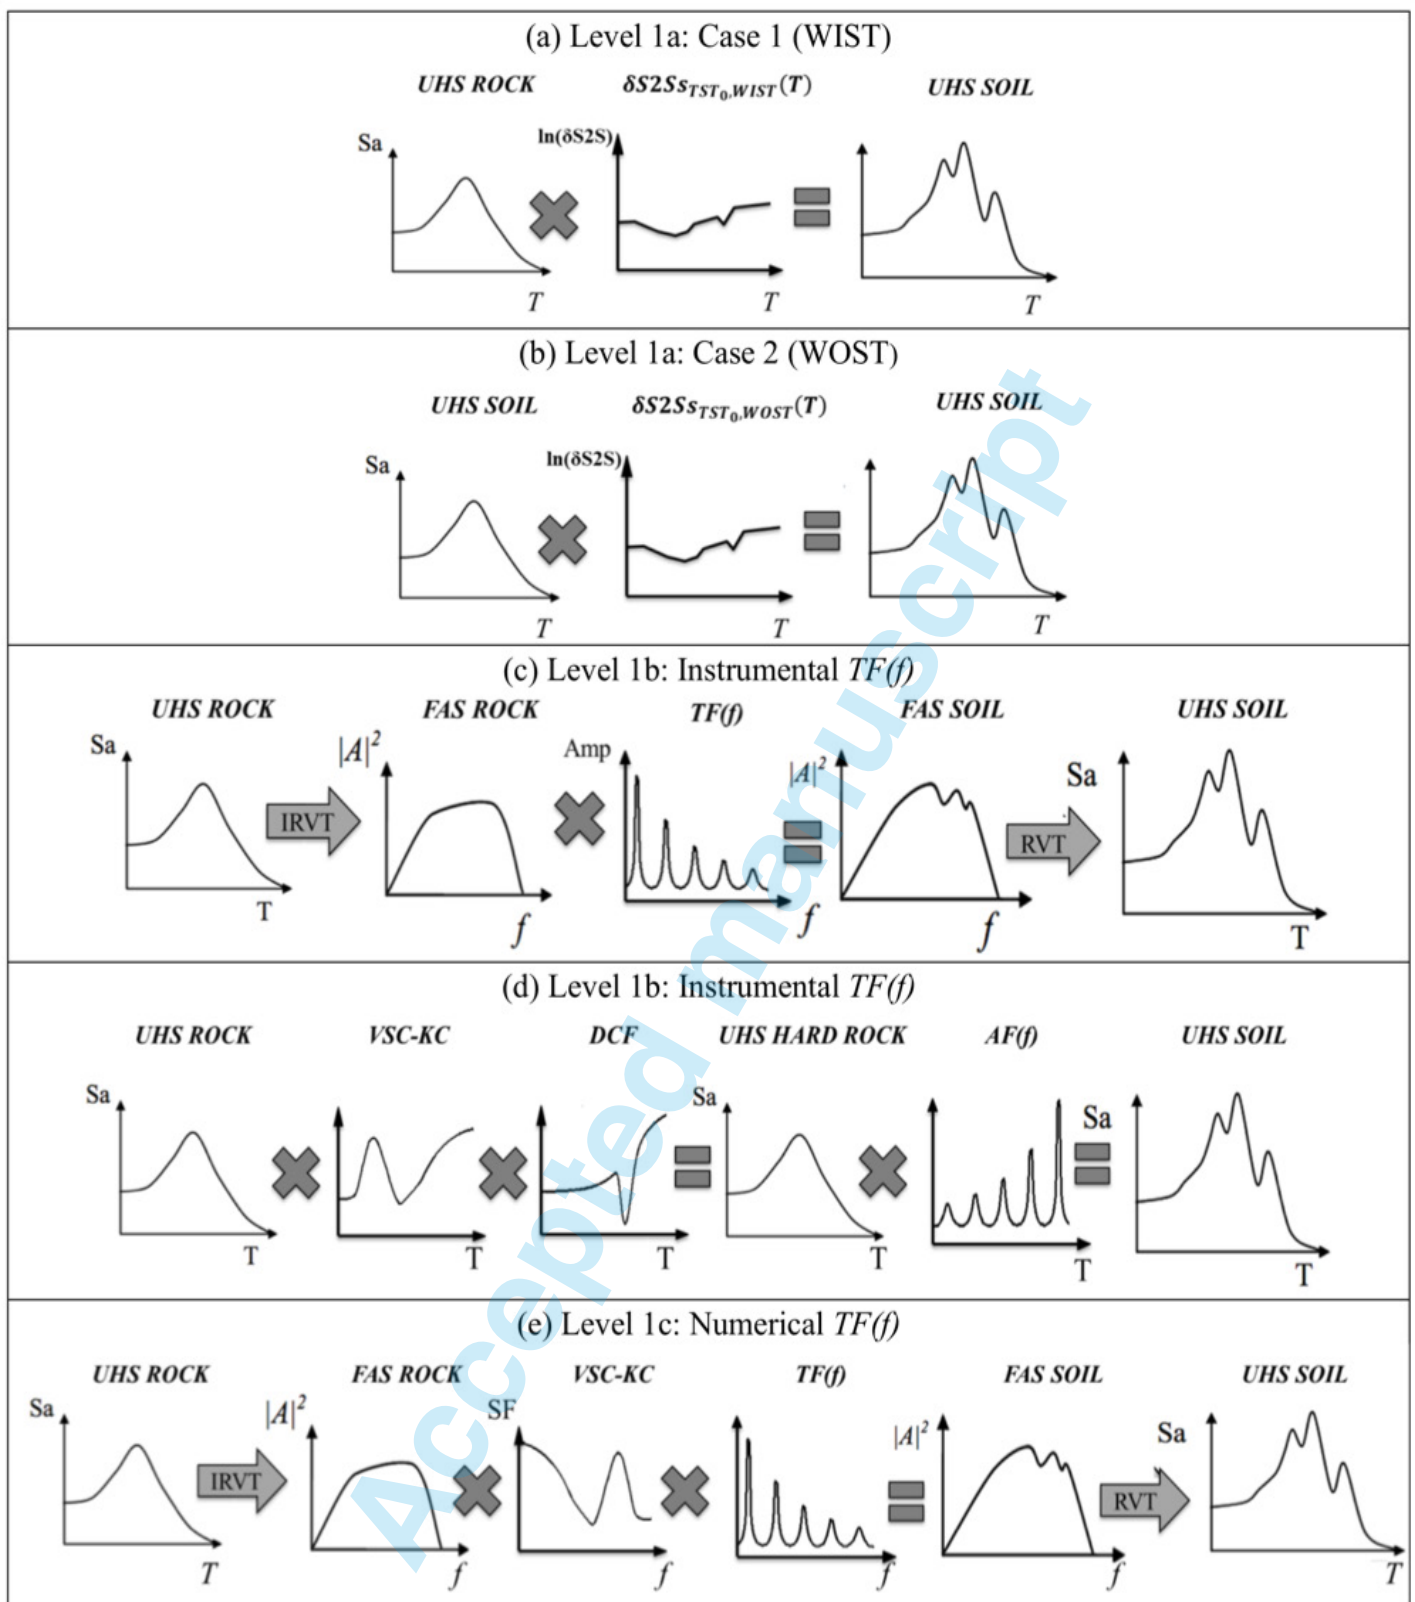 (a) Level 1a: Case 1 (WIST)
UHS ROCK δS2Ss_TST₀,WIST(T) UHS SOIL
Sa ln(δS2S)
T T T
(b) Level 1a: Case 2 (WOST)
UHS SOIL δS2Ss_TST₀,WOST(T) UHS SOIL
Sa ln(δS2S)
T T T
(c) Level 1b: Instrumental TF(f)
UHS ROCK FAS ROCK TF(f) FAS SOIL UHS SOIL
Sa |A|² Amp |A|² Sa
IRVT RVT
T f f f T
(d) Level 1b: Instrumental TF(f)
UHS ROCK VSC-KC DCF UHS HARD ROCK AF(f) UHS SOIL
Sa Sa Sa
T T T T T T
(e) Level 1c: Numerical TF(f)
UHS ROCK FAS ROCK VSC-KC TF(f) FAS SOIL UHS SOIL
Sa |A|² SF |A|² Sa
IRVT RVT
T f f f f T
Accepted manuscript